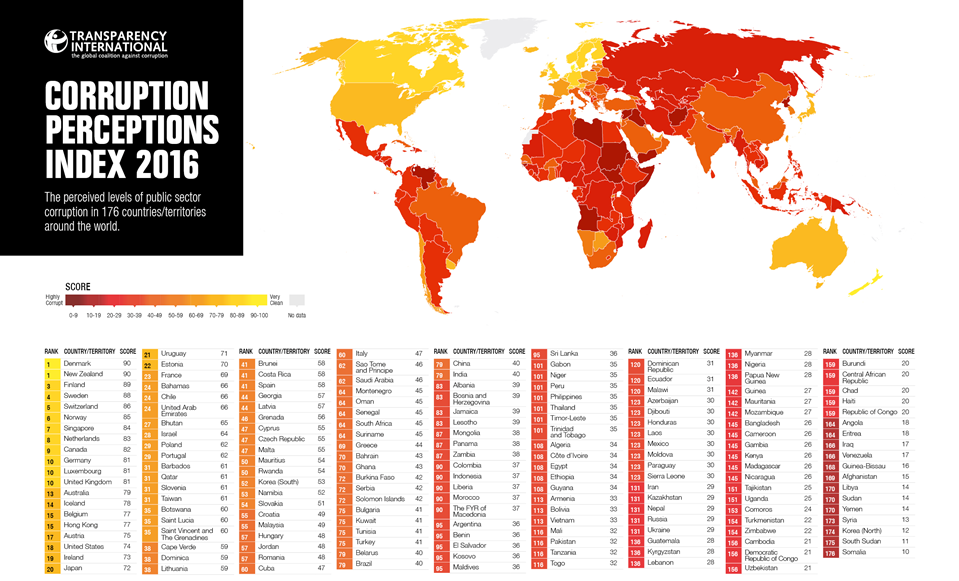 TRANSPARENCY
INTERNATIONAL
the global coalition against corruption
CORRUPTION
PERCEPTIONS
INDEX 2016
The perceived levels of public sector
corruption in 176 countries/territories
around the world.
SCORE
Highly
Corrupt
Very
Clean
0-9 10-19 20-29 30-39 40-49 50-59 60-69 70-79 80-89 90-100 No data
RANK COUNTRY/TERRITORY SCORE
1 Denmark 90
1 New Zealand 90
3 Finland 89
4 Sweden 88
5 Switzerland 86
6 Norway 85
7 Singapore 84
8 Netherlands 83
9 Canada 82
10 Germany 81
10 Luxembourg 81
10 United Kingdom 81
13 Australia 79
14 Iceland 78
15 Belgium 77
15 Hong Kong 77
17 Austria 75
18 United States 74
19 Ireland 73
20 Japan 72
RANK COUNTRY/TERRITORY SCORE
21 Uruguay 71
22 Estonia 70
23 France 69
24 Bahamas 66
24 Chile 66
24 United Arab
Emirates 66
27 Bhutan 65
28 Israel 64
29 Poland 62
29 Portugal 62
31 Barbados 61
31 Qatar 61
31 Slovenia 61
31 Taiwan 61
35 Botswana 60
35 Saint Lucia 60
35 Saint Vincent and
The Grenadines 60
38 Cape Verde 59
38 Dominica 59
38 Lithuania 59
RANK COUNTRY/TERRITORY SCORE
41 Brunei 58
41 Costa Rica 58
41 Spain 58
44 Georgia 57
44 Latvia 57
46 Grenada 56
47 Cyprus 55
47 Czech Republic 55
47 Malta 55
50 Mauritius 54
50 Rwanda 54
52 Korea (South) 53
53 Namibia 52
54 Slovakia 51
55 Croatia 49
55 Malaysia 49
57 Hungary 48
57 Jordan 48
57 Romania 48
60 Cuba 47
RANK COUNTRY/TERRITORY SCORE
60 Italy 47
62 Sao Tome
and Principe 46
62 Saudi Arabia 46
64 Montenegro 45
64 Oman 45
64 Senegal 45
64 South Africa 45
64 Suriname 45
69 Greece 44
70 Bahrain 43
70 Ghana 43
72 Burkina Faso 42
72 Serbia 42
72 Solomon Islands 42
75 Bulgaria 41
75 Kuwait 41
75 Tunisia 41
75 Turkey 41
79 Belarus 40
79 Brazil 40
RANK COUNTRY/TERRITORY SCORE
79 China 40
79 India 40
83 Albania 39
83 Bosnia and
Herzegovina 39
83 Jamaica 39
83 Lesotho 39
87 Mongolia 38
87 Panama 38
87 Zambia 38
90 Colombia 37
90 Indonesia 37
90 Liberia 37
90 Morocco 37
90 The FYR of
Macedonia 37
95 Argentina 36
95 Benin 36
95 El Salvador 36
95 Kosovo 36
95 Maldives 36
RANK COUNTRY/TERRITORY SCORE
95 Sri Lanka 36
101 Gabon 35
101 Niger 35
101 Peru 35
101 Philippines 35
101 Thailand 35
101 Timor-Leste 35
101 Trinidad
and Tobago 35
108 Algeria 34
108 Côte d'Ivoire 34
108 Egypt 34
108 Ethiopia 34
108 Guyana 34
113 Armenia 33
113 Bolivia 33
113 Vietnam 33
116 Mali 32
116 Pakistan 32
116 Tanzania 32
116 Togo 32
RANK COUNTRY/TERRITORY SCORE
120 Dominican
Republic 31
120 Ecuador 31
120 Malawi 31
123 Azerbaijan 30
123 Djibouti 30
123 Honduras 30
123 Laos 30
123 Mexico 30
123 Moldova 30
123 Paraguay 30
123 Sierra Leone 30
131 Iran 29
131 Kazakhstan 29
131 Nepal 29
131 Russia 29
131 Ukraine 29
136 Guatemala 28
136 Kyrgyzstan 28
136 Lebanon 28
RANK COUNTRY/TERRITORY SCORE
136 Myanmar 28
136 Nigeria 28
136 Papua New
Guinea 28
142 Guinea 27
142 Mauritania 27
142 Mozambique 27
145 Bangladesh 26
145 Cameroon 26
145 Gambia 26
145 Kenya 26
145 Madagascar 26
145 Nicaragua 26
151 Tajikistan 25
151 Uganda 25
153 Comoros 24
154 Turkmenistan 22
154 Zimbabwe 22
156 Cambodia 21
156 Democratic
Republic of Congo 21
156 Uzbekistan 21
RANK COUNTRY/TERRITORY SCORE
159 Burundi 20
159 Central African
Republic 20
159 Chad 20
159 Haiti 20
159 Republic of Congo 20
164 Angola 18
164 Eritrea 18
166 Iraq 17
166 Venezuela 17
168 Guinea-Bissau 16
169 Afghanistan 15
170 Libya 14
170 Sudan 14
170 Yemen 14
173 Syria 13
174 Korea (North) 12
175 South Sudan 11
176 Somalia 10